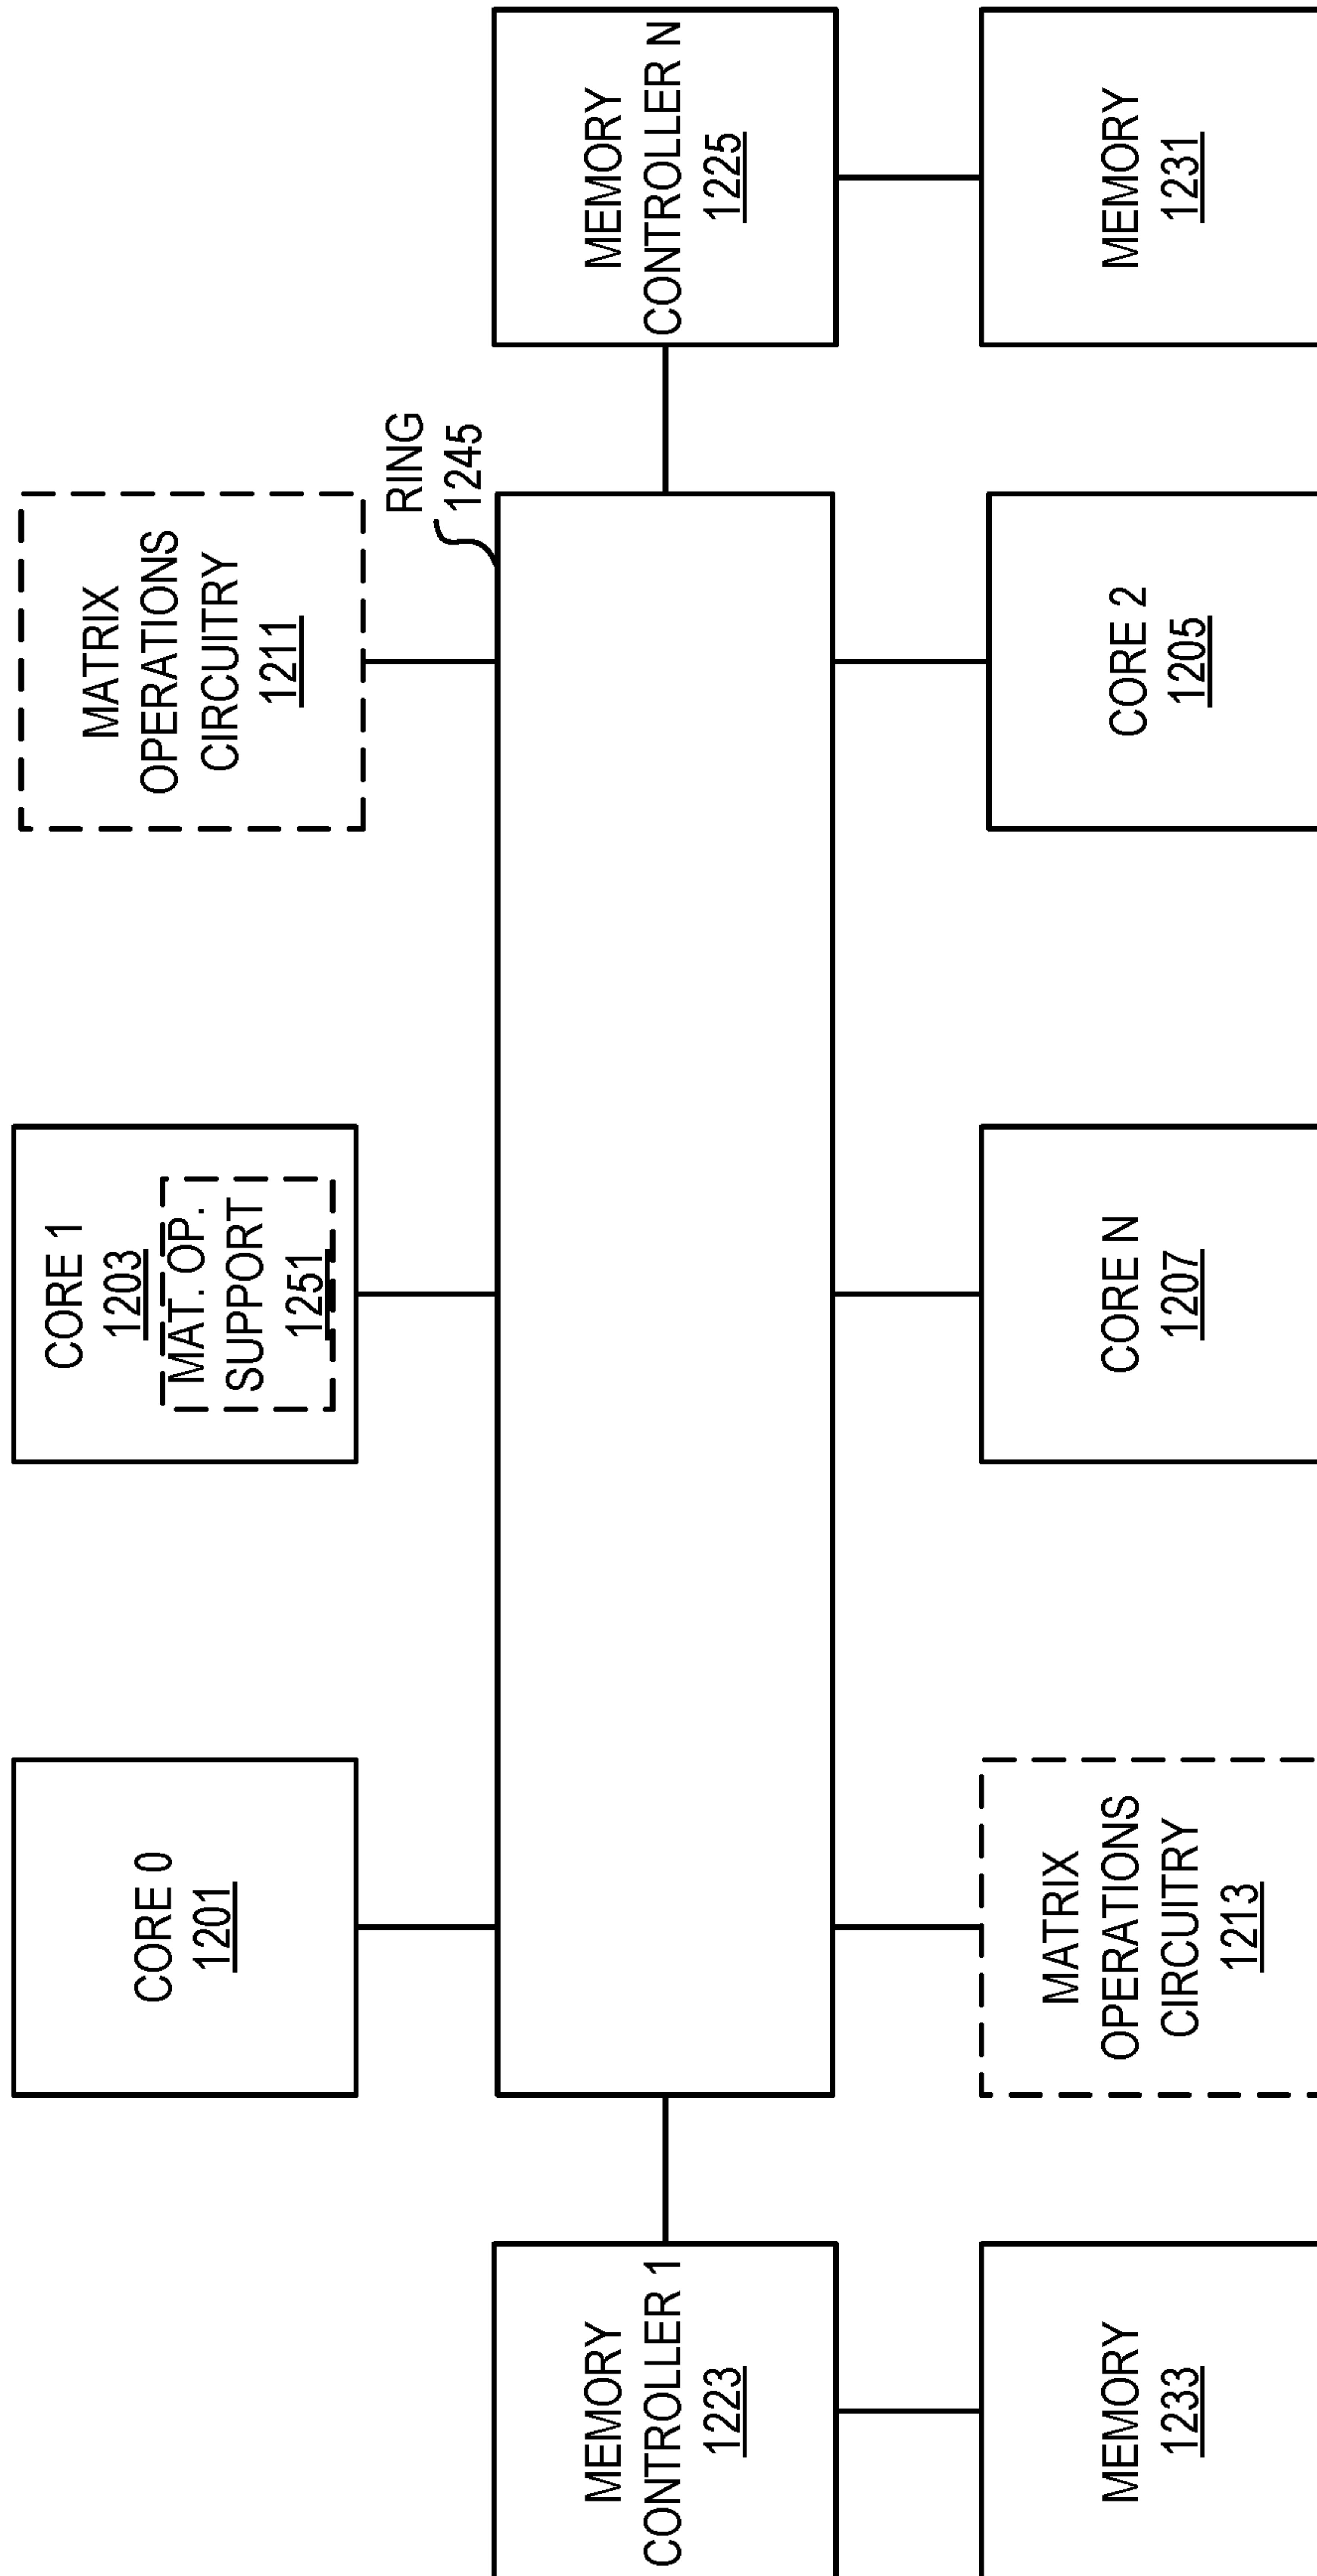 CORE 0
1201
CORE 1
1203
MAT. OP.
SUPPORT
1251
MATRIX
OPERATIONS
CIRCUITRY
1211
RING
1245
MEMORY
CONTROLLER 1
1223
MEMORY
CONTROLLER N
1225
MEMORY
1233
MATRIX
OPERATIONS
CIRCUITRY
1213
CORE N
1207
CORE 2
1205
MEMORY
1231